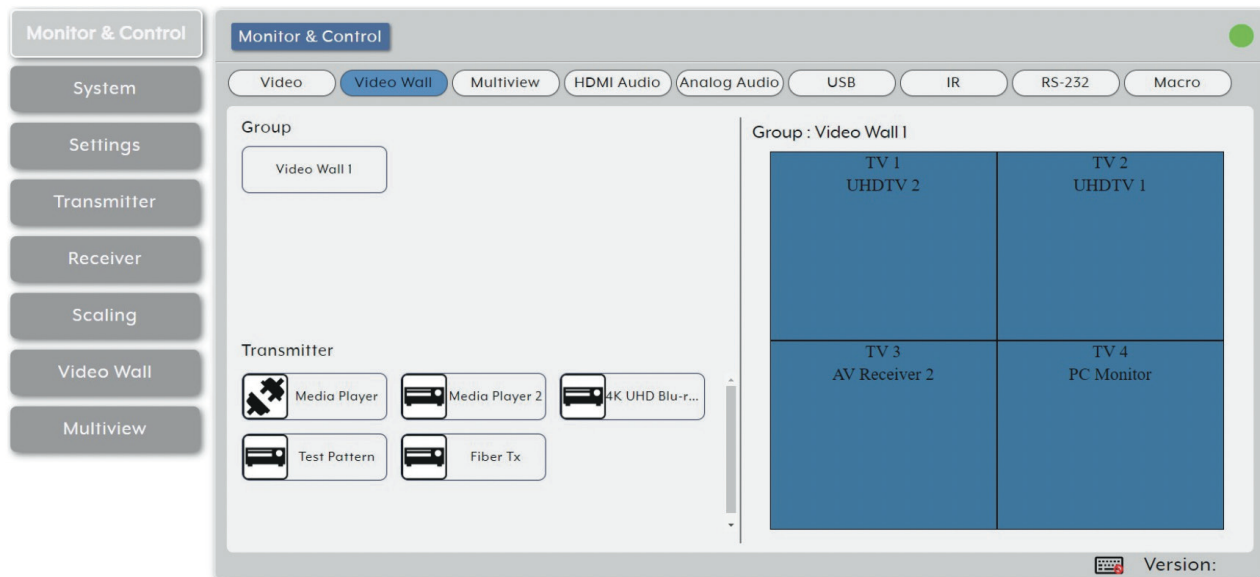 Monitor & Control
System
Settings
Transmitter
Receiver
Scaling
Video Wall
Multiview
Monitor & Control
Video
Video Wall
Multiview
HDMI Audio
Analog Audio
USB
IR
RS-232
Macro
Group
Video Wall 1
Transmitter
Media Player
Media Player 2
4K UHD Blu-r...
Test Pattern
Fiber Tx
Group : Video Wall 1
TV 1
UHDTV 2
TV 2
UHDTV 1
TV 3
AV Receiver 2
TV 4
PC Monitor
Version: